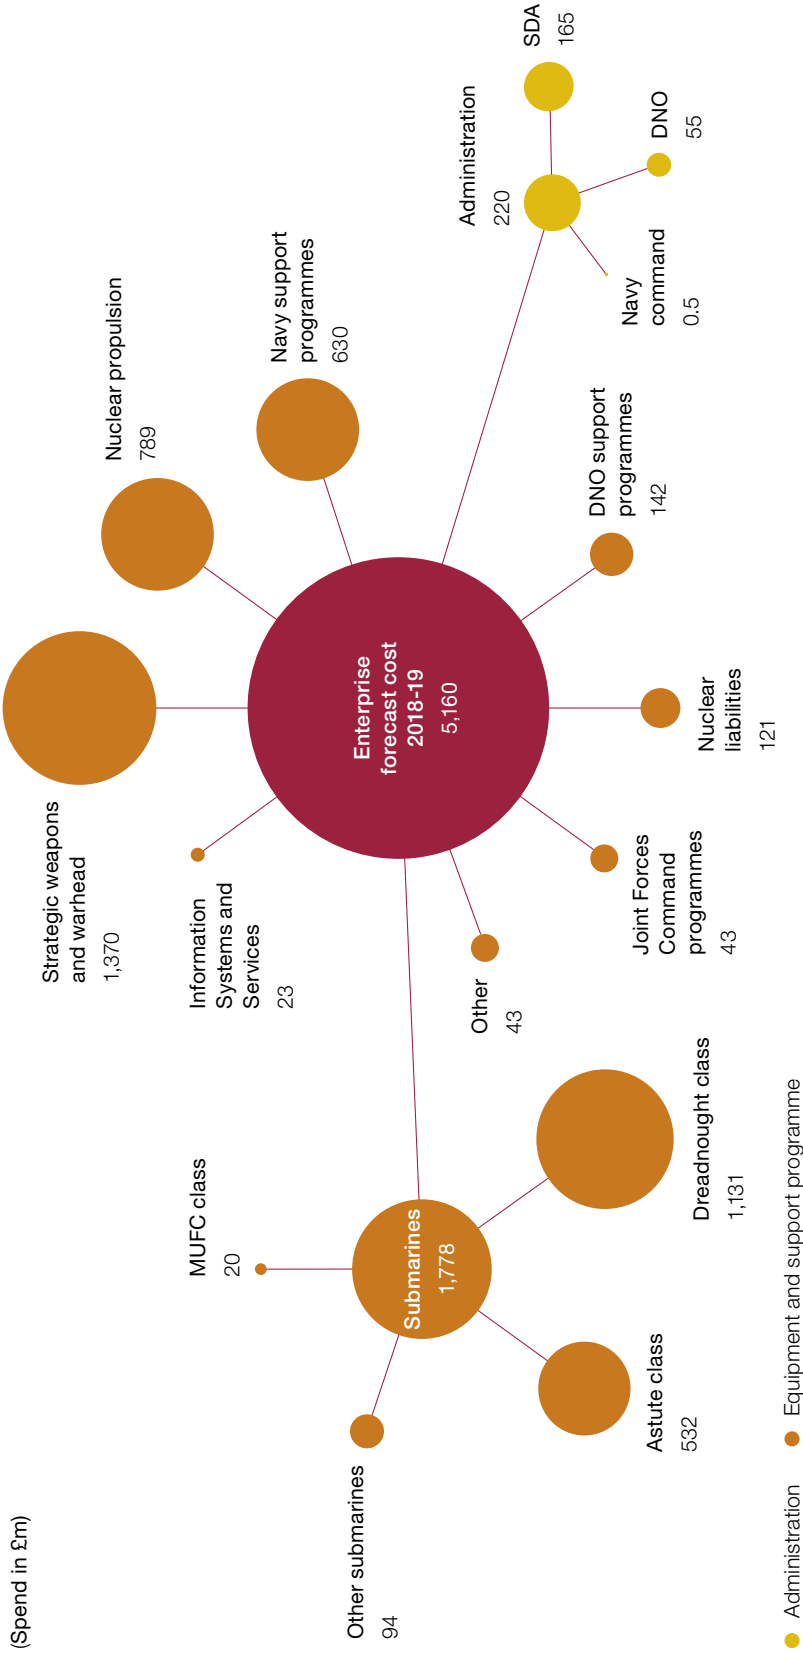 (Spend in £m)
Other submarines
94
MUFC class
20
Submarines
1,778
Astute class
532
Dreadnought class
1,131
Strategic weapons
and warhead
1,370
Information
Systems and
Services
23
Other
43
Joint Forces
Command
programmes
43
Enterprise
forecast cost
2018-19
5,160
Nuclear
liabilities
121
Nuclear propulsion
789
Navy support
programmes
630
DNO support
programmes
142
Administration
220
Navy
command
0.5
SDA
165
DNO
55
Administration
Equipment and support programme